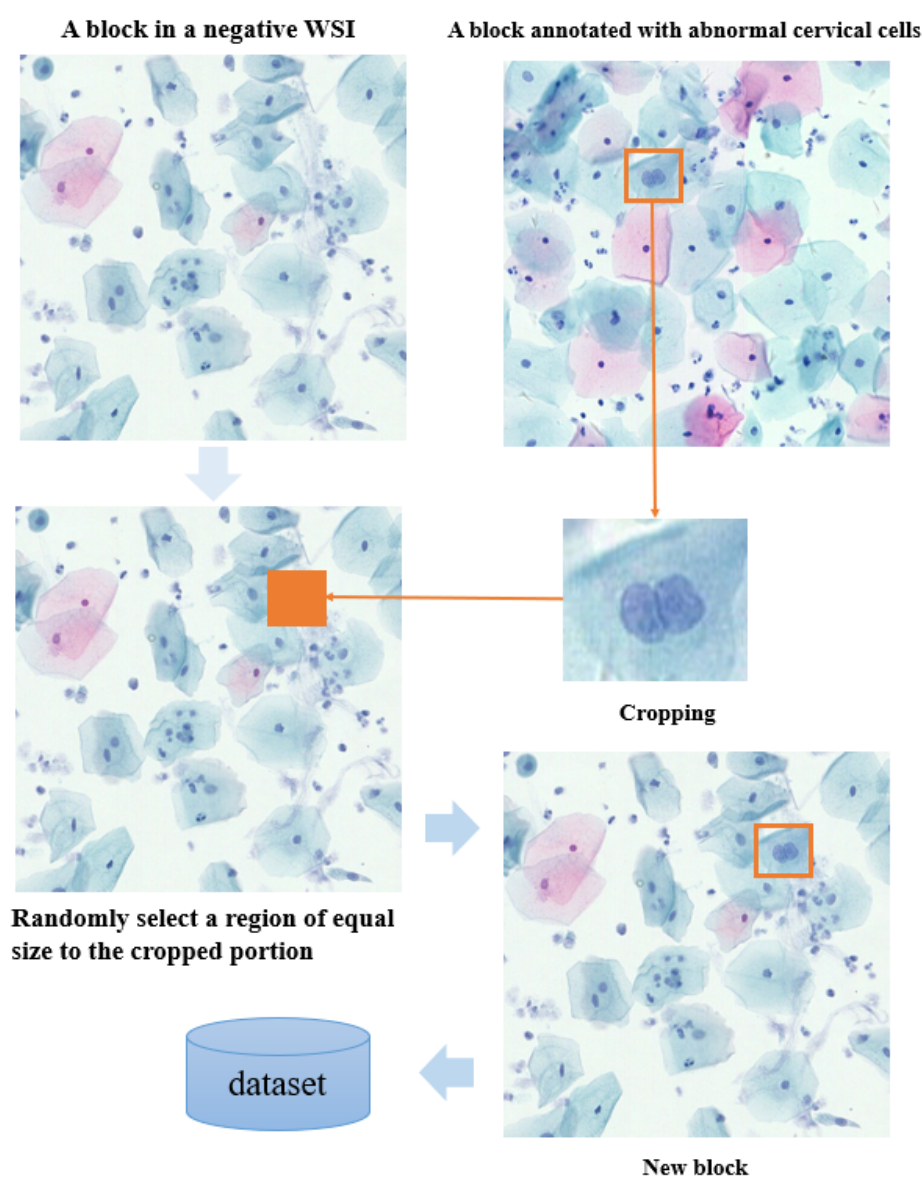 A block in a negative WSI
A block annotated with abnormal cervical cells
Cropping
Randomly select a region of equal
size to the cropped portion
dataset
New block